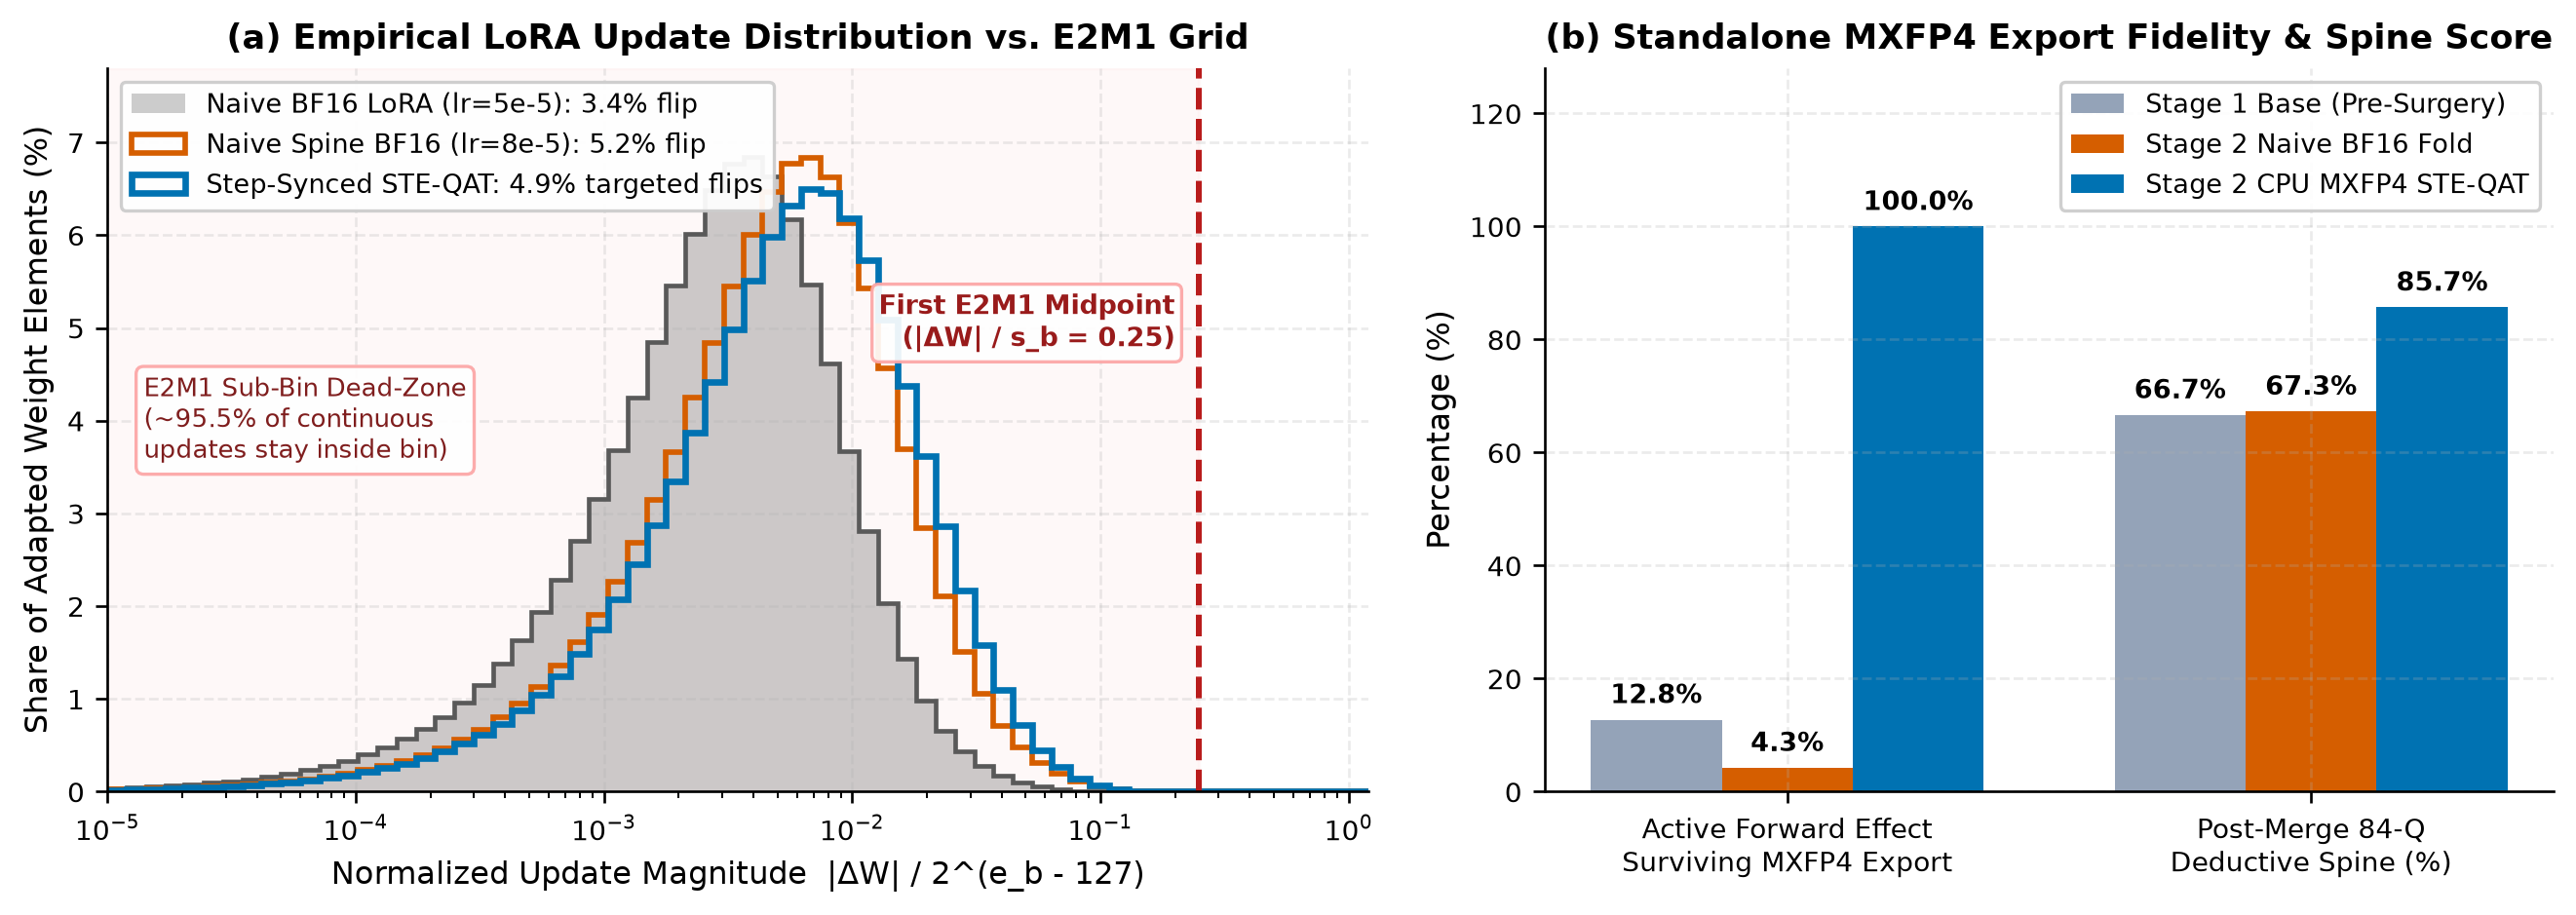 (a) Empirical LoRA Update Distribution vs. E2M1 Grid
Naive BF16 LoRA (lr=5e-5): 3.4% flip
Naive Spine BF16 (lr=8e-5): 5.2% flip
Step-Synced STE-QAT: 4.9% targeted flips
First E2M1 Midpoint
(|ΔW| / s_b = 0.25)
E2M1 Sub-Bin Dead-Zone
(~95.5% of continuous
updates stay inside bin)
Share of Adapted Weight Elements (%)
7
6
5
4
3
2
1
0
10⁻⁵ 10⁻⁴ 10⁻³ 10⁻² 10⁻¹ 10⁰
Normalized Update Magnitude |ΔW| / 2^(e_b - 127)
(b) Standalone MXFP4 Export Fidelity & Spine Score
Stage 1 Base (Pre-Surgery)
Stage 2 Naive BF16 Fold
Stage 2 CPU MXFP4 STE-QAT
Percentage (%)
120
100
80
60
40
20
0
12.8%
4.3%
100.0%
66.7%
67.3%
85.7%
Active Forward Effect
Surviving MXFP4 Export
Post-Merge 84-Q
Deductive Spine (%)